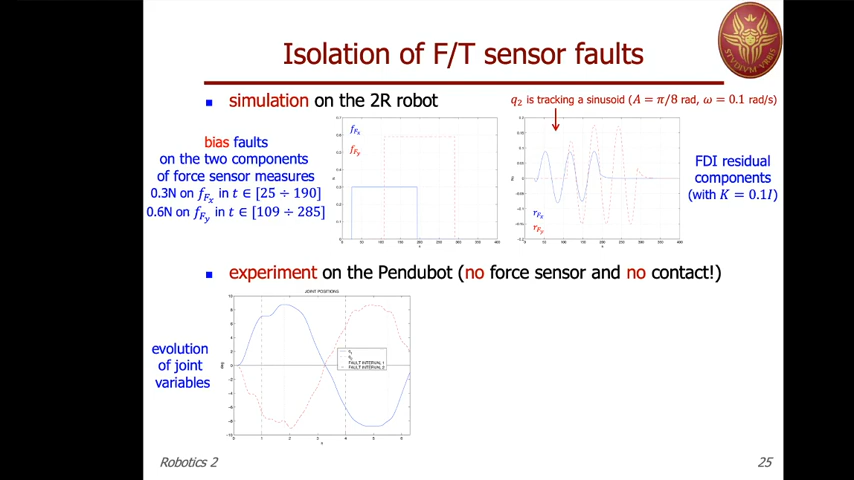 Isolation of F/T sensor faults
STVDIVM VRBIS
simulation on the 2R robot
q₂ is tracking a sinusoid (A = π/8 rad, ω = 0.1 rad/s)
bias faults
on the two components
of force sensor measures
0.3N on f_Fx in t ∈ [25 ÷ 190]
0.6N on f_Fy in t ∈ [109 ÷ 285]
f_Fx
f_Fy
r_Fx
r_Fy
FDI residual
components
(with K = 0.1I)
experiment on the Pendubot (no force sensor and no contact!)
JOINT POSITIONS
FAULT INTERVAL 1
FAULT INTERVAL 2
evolution
of joint
variables
Robotics 2
25